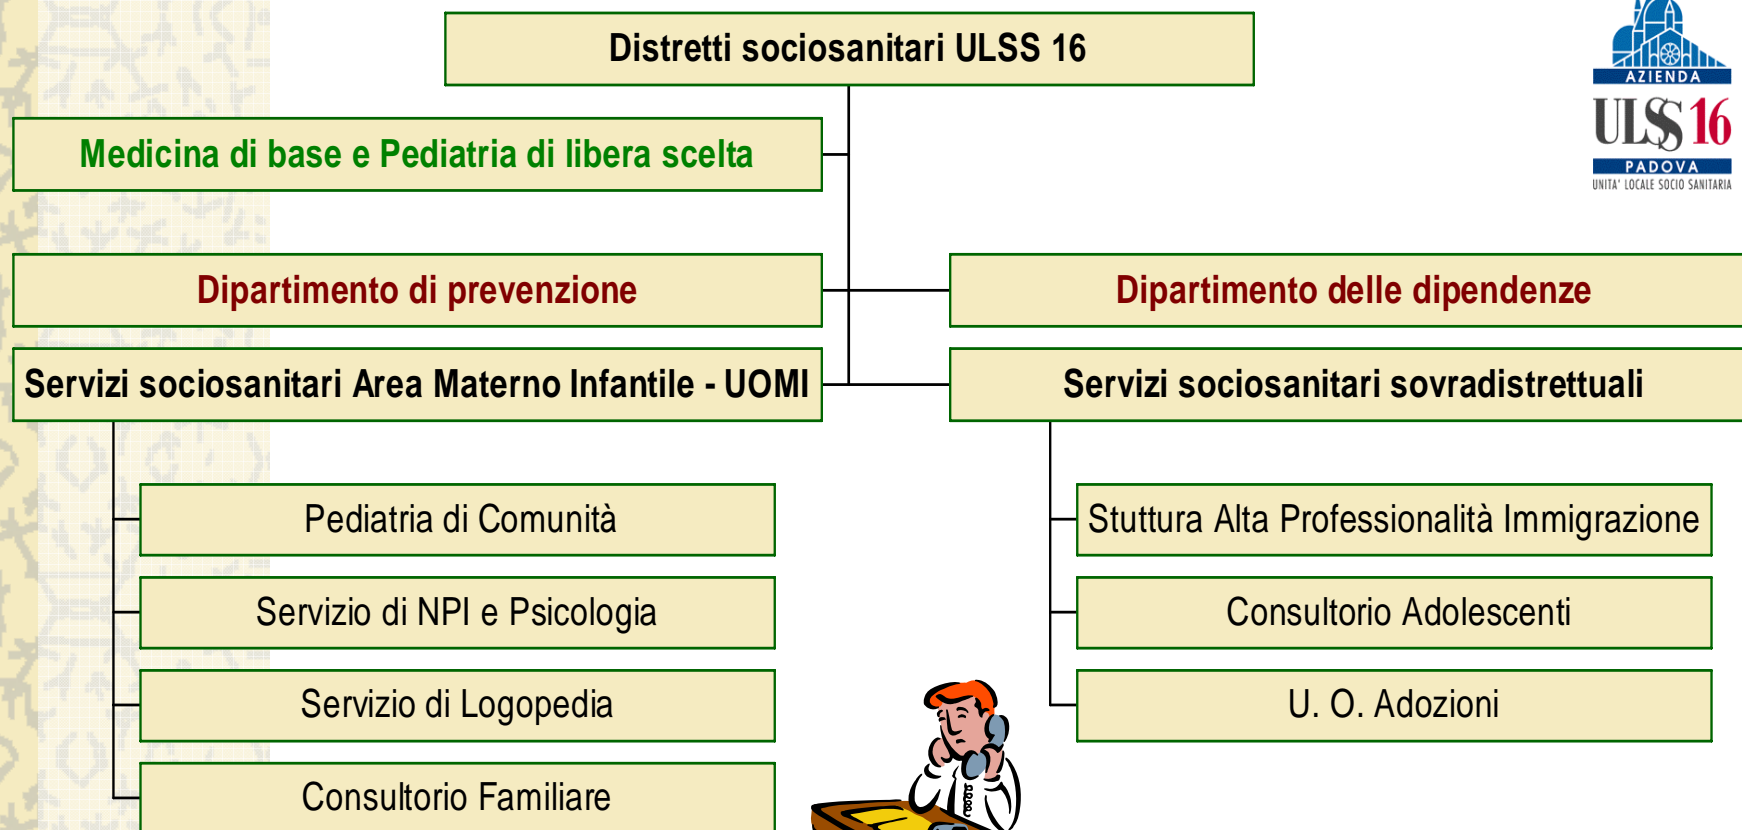 Distretti sociosanitari ULSS 16
AZIENDA
ULSS 16
PADOVA
UNITA' LOCALE SOCIO SANITARIA
Medicina di base e Pediatria di libera scelta
Dipartimento di prevenzione
Dipartimento delle dipendenze
Servizi sociosanitari Area Materno Infantile - UOMI
Servizi sociosanitari sovradistrettuali
Pediatria di Comunità
Servizio di NPI e Psicologia
Servizio di Logopedia
Consultorio Familiare
Stuttura Alta Professionalità Immigrazione
Consultorio Adolescenti
U. O. Adozioni